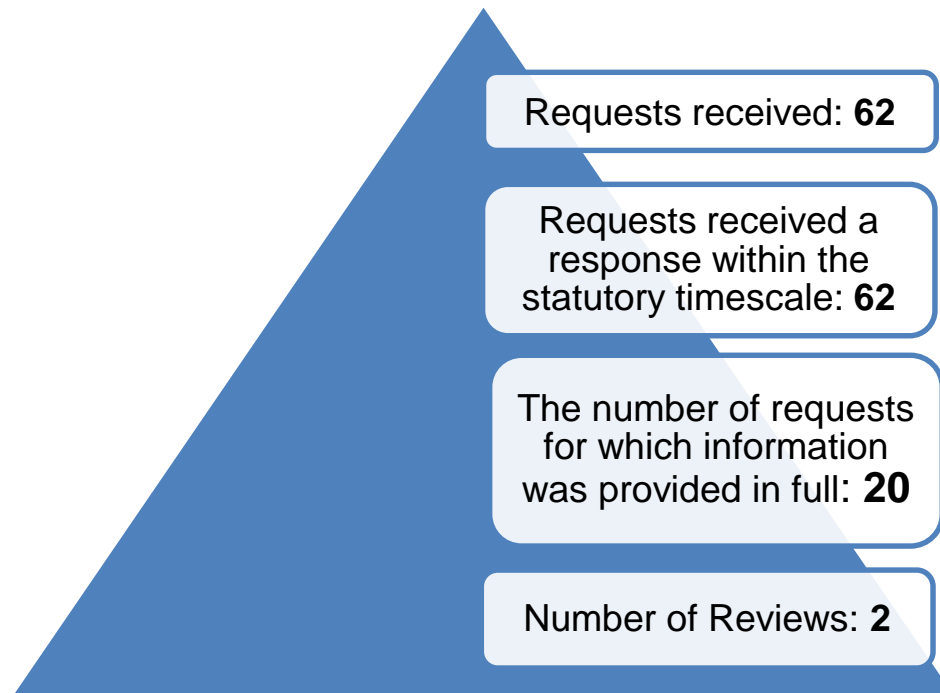 Requests received: 62
Requests received a
response within the
statutory timescale: 62
The number of requests
for which information
was provided in full: 20
Number of Reviews: 2